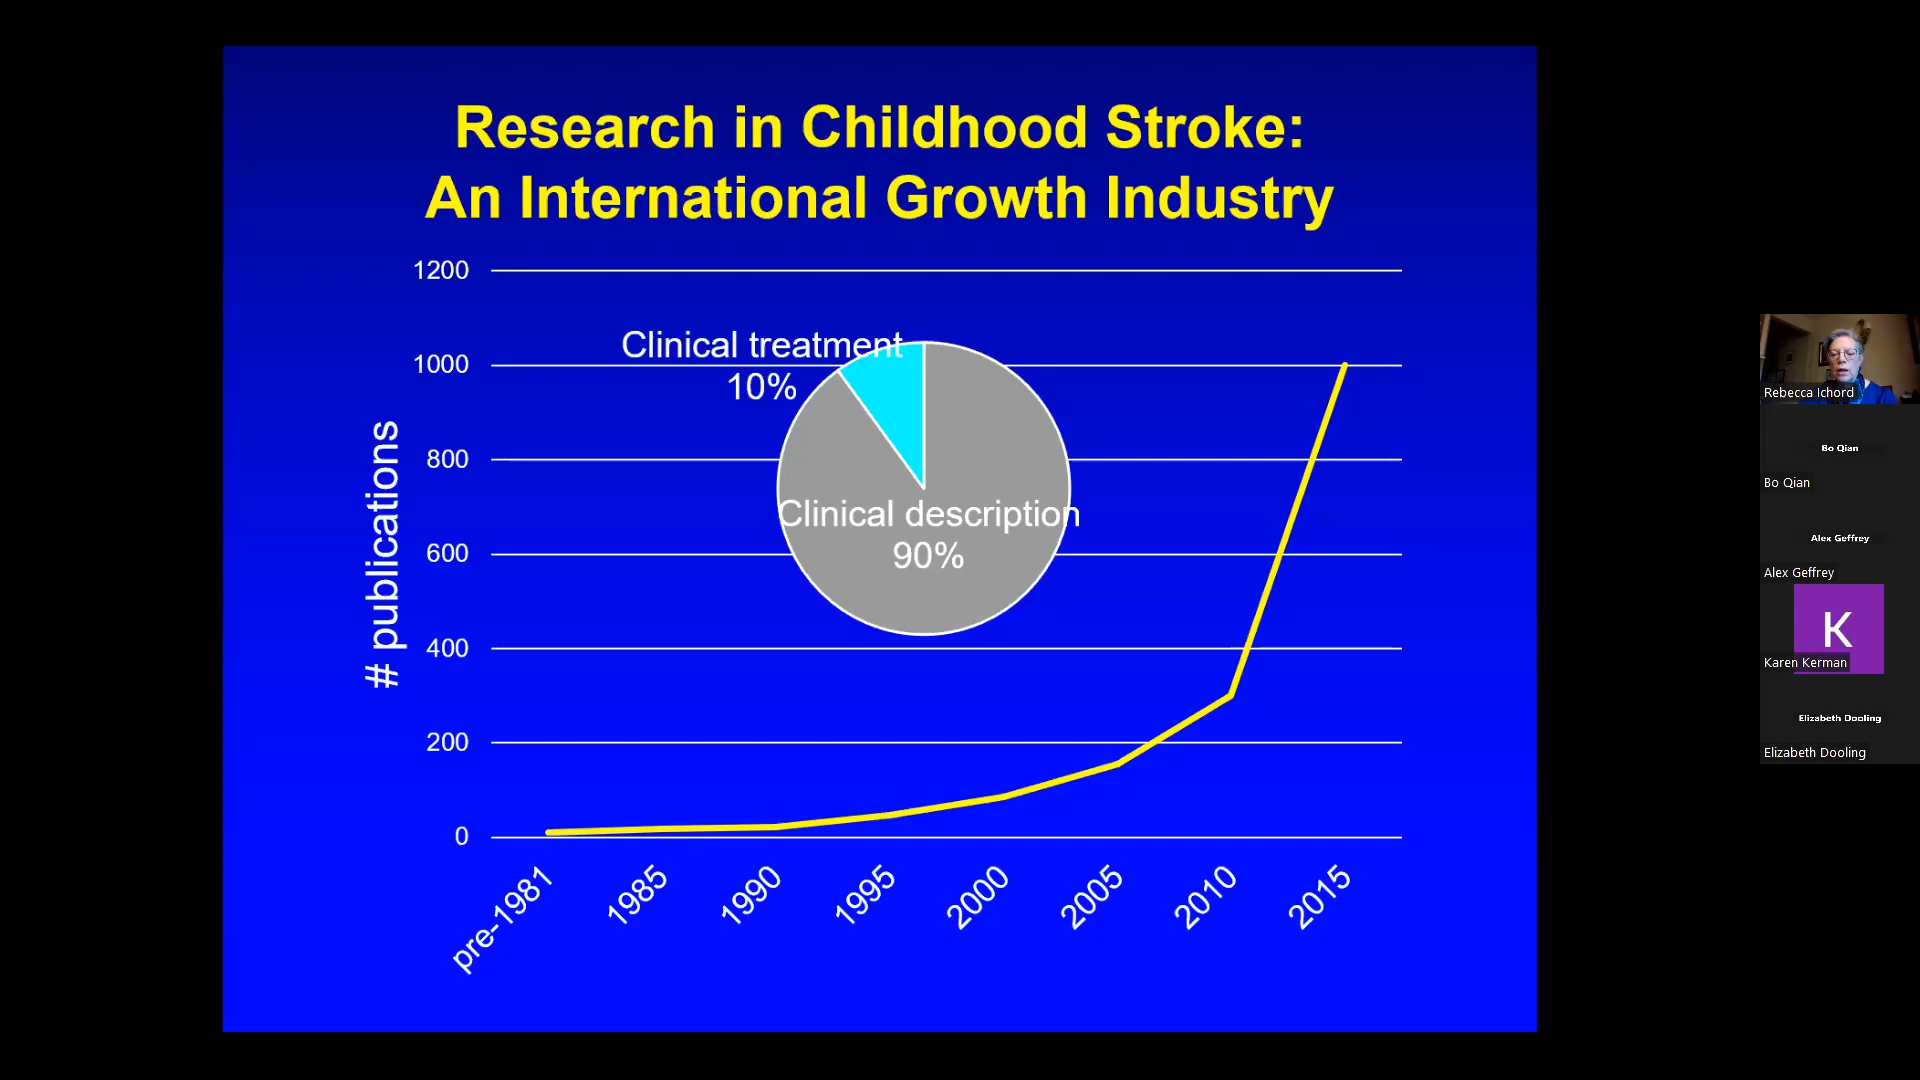 Research in Childhood Stroke:
An International Growth Industry
# publications
1200
1000
800
600
400
200
0
Clinical treatment
10%
Clinical description
90%
pre-1981
1985
1990
1995
2000
2005
2010
2015
Rebecca Ichord
Bo Qian
Bo Qian
Alex Geffrey
Alex Geffrey
K
Karen Kerman
Elizabeth Dooling
Elizabeth Dooling